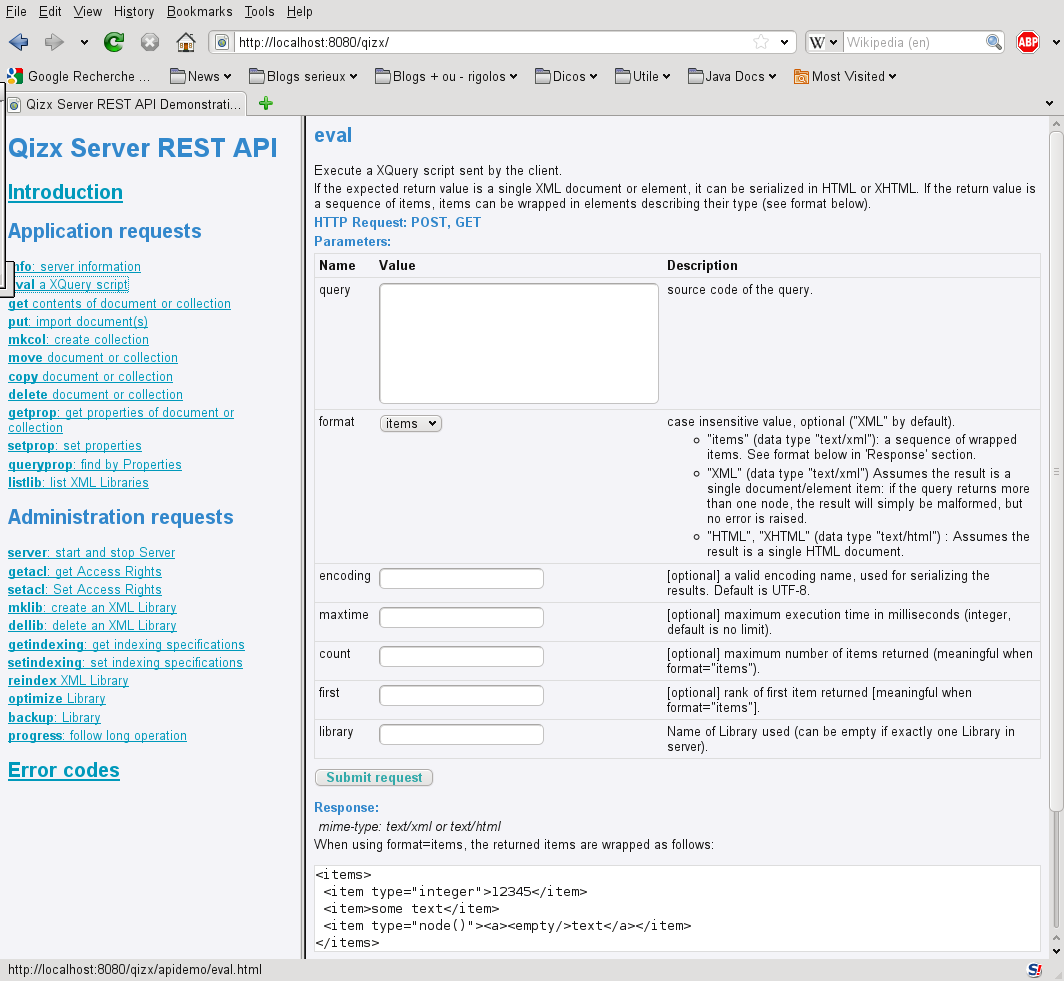 File Edit View History Bookmarks Tools Help
http://localhost:8080/qizx/
W
Wikipedia (en)
ABP
Google Recherche ...
News
Blogs serieux
Blogs + ou - rigolos
Dicos
Utile
Java Docs
Most Visited
Qizx Server REST API Demonstrati...
Qizx Server REST API
Introduction
Application requests
nfo: server information
val a XQuery script
get contents of document or collection
put: import document(s)
mkcol: create collection
move document or collection
copy document or collection
delete document or collection
getprop: get properties of document or
collection
setprop: set properties
queryprop: find by Properties
listlib: list XML Libraries
Administration requests
server: start and stop Server
getacl: get Access Rights
setacl: Set Access Rights
mklib: create an XML Library
dellib: delete an XML Library
getindexing: get indexing specifications
setindexing: set indexing specifications
reindex XML Library
optimize Library
backup: Library
progress: follow long operation
Error codes
eval
Execute a XQuery script sent by the client.
If the expected return value is a single XML document or element, it can be serialized in HTML or XHTML. If the return value is
a sequence of items, items can be wrapped in elements describing their type (see format below).
HTTP Request: POST, GET
Parameters:
Name Value Description
query source code of the query.
format items case insensitive value, optional ("XML" by default).
"items" (data type "text/xml"): a sequence of wrapped
items. See format below in 'Response' section.
"XML" (data type "text/xml") Assumes the result is a
single document/element item: if the query returns more
than one node, the result will simply be malformed, but
no error is raised.
"HTML", "XHTML" (data type "text/html") : Assumes the
result is a single HTML document.
encoding [optional] a valid encoding name, used for serializing the
results. Default is UTF-8.
maxtime [optional] maximum execution time in milliseconds (integer,
default is no limit).
count [optional] maximum number of items returned (meaningful when
format="items").
first [optional] rank of first item returned [meaningful when
format="items"].
library Name of Library used (can be empty if exactly one Library in
server).
Submit request
Response:
mime-type: text/xml or text/html
When using format=items, the returned items are wrapped as follows:
<items>
<item type="integer">12345</item>
<item>some text</item>
<item type="node()"><a><empty/>text</a></item>
</items>
http://localhost:8080/qizx/apidemo/eval.html
S!